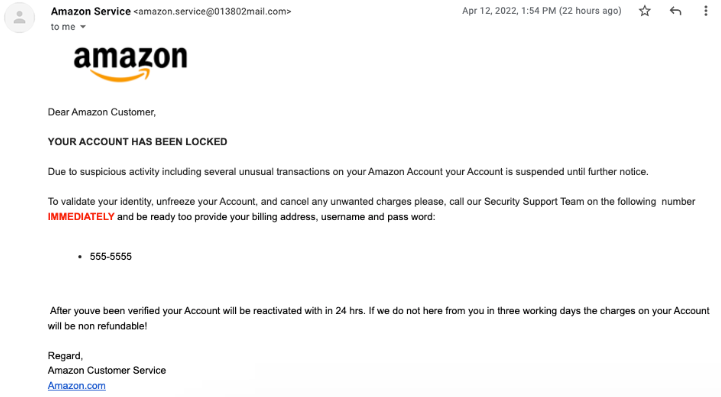 Amazon Service <amazon.service@013802mail.com>
Apr 12, 2022, 1:54 PM (22 hours ago)
to me
amazon
Dear Amazon Customer,
YOUR ACCOUNT HAS BEEN LOCKED
Due to suspicious activity including several unusual transactions on your Amazon Account your Account is suspended until further notice.
To validate your identity, unfreeze your Account, and cancel any unwanted charges please, call our Security Support Team on the following number
IMMEDIATELY and be ready too provide your billing address, username and pass word:
• 555-5555
After youve been verified your Account will be reactivated with in 24 hrs. If we do not here from you in three working days the charges on your Account
will be non refundable!
Regard,
Amazon Customer Service
Amazon.com